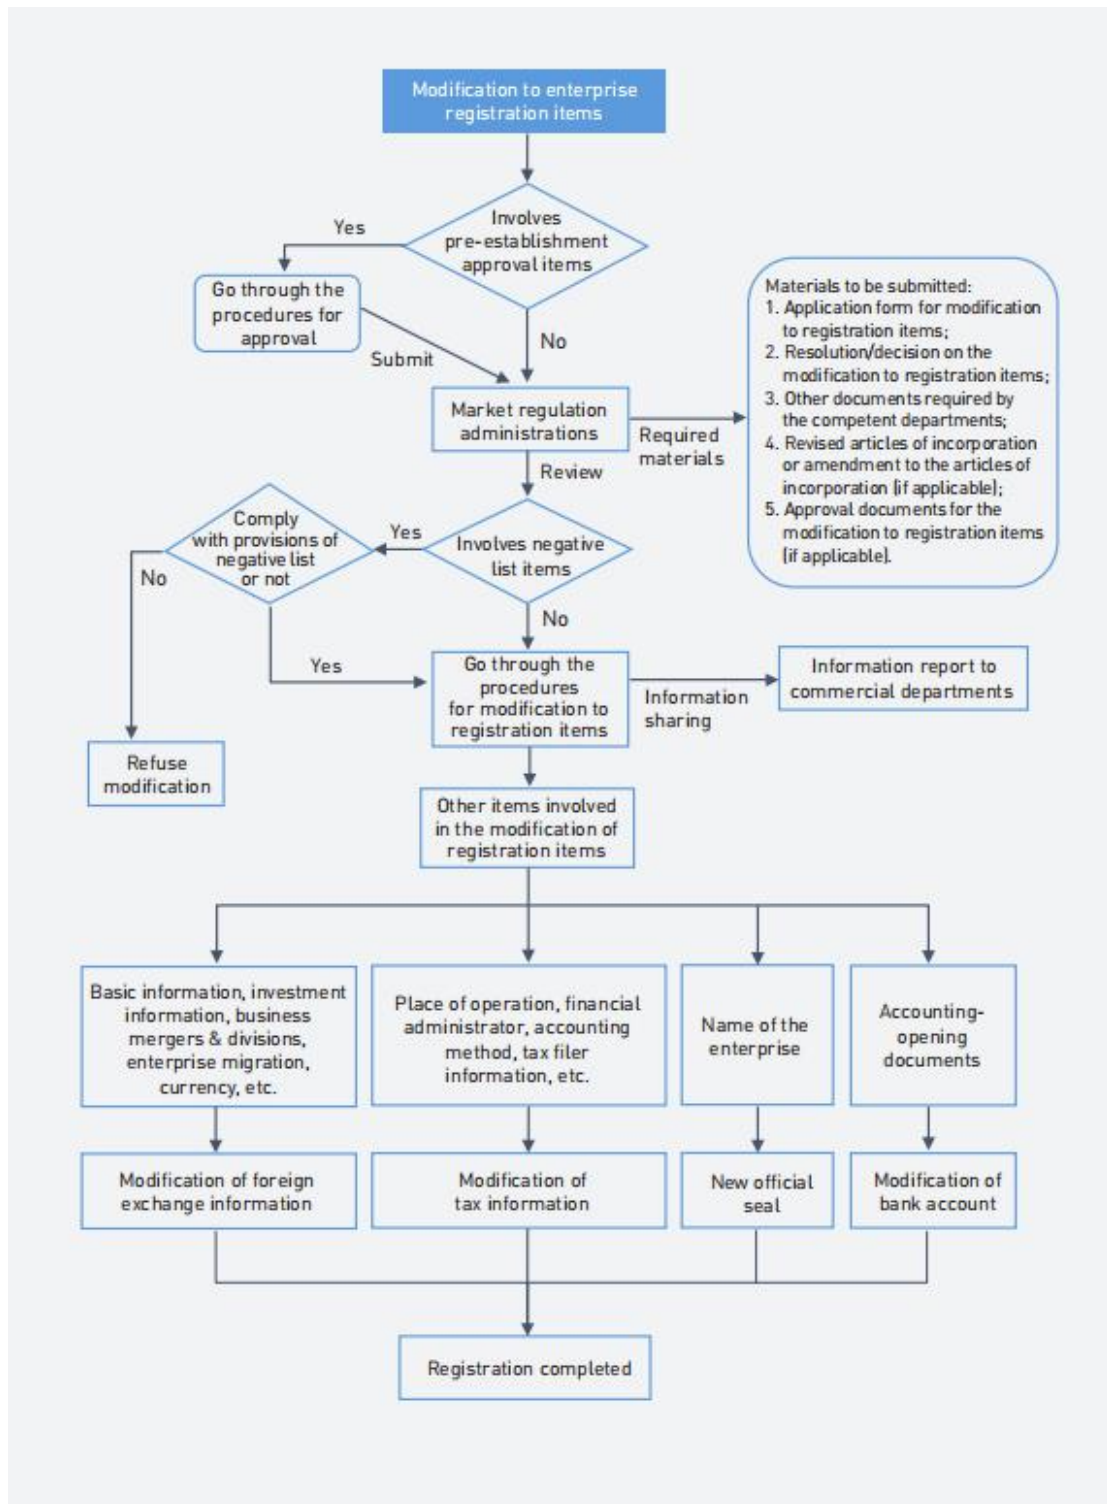 Modification to enterprise
registration items
Involves
pre-establishment
approval items
Yes
Go through the
procedures for
approval
Submit
No
Market regulation
administrations
Required
materials
Materials to be submitted:
1. Application form for modification
to registration items;
2. Resolution/decision on the
modification to registration items;
3. Other documents required by
the competent departments;
4. Revised articles of incorporation
or amendment to the articles of
incorporation (if applicable);
5. Approval documents for the
modification to registration items
(if applicable).
Review
Involves negative
list items
Yes
Comply
with provisions of
negative list
or not
No
No
Yes
Go through the
procedures
for modification to
registration items
Information
sharing
Information report to
commercial departments
Refuse
modification
Other items involved
in the modification of
registration items
Basic information, investment
information, business
mergers & divisions,
enterprise migration,
currency, etc.
Place of operation, financial
administrator, accounting
method, tax filer
information, etc.
Name of the
enterprise
Accounting-
opening
documents
Modification of foreign
exchange information
Modification of
tax information
New official
seal
Modification of
bank account
Registration completed